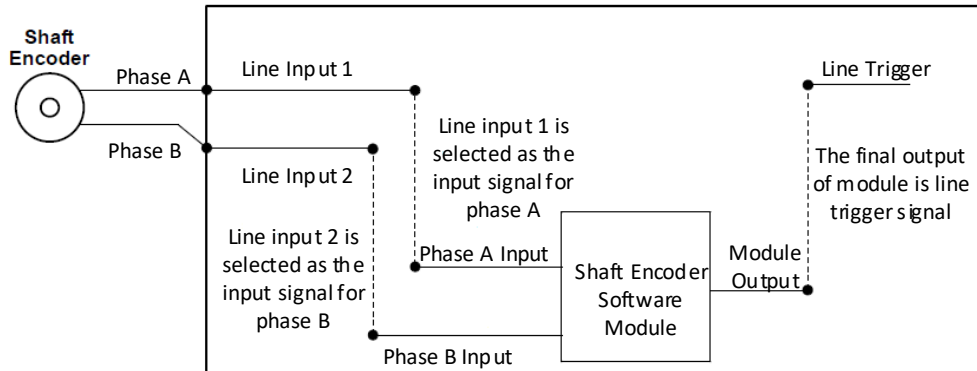 Shaft
Encoder
Phase A
Phase B
Line Input 1
Line Input 2
Line input 1 is
selected as the
input signal for
phase A
Line input 2 is
selected as the
input signal for
phase B
Phase A Input
Phase B Input
Shaft Encoder
Software
Module
Module
Output
Line Trigger
The final output
of module is line
trigger signal